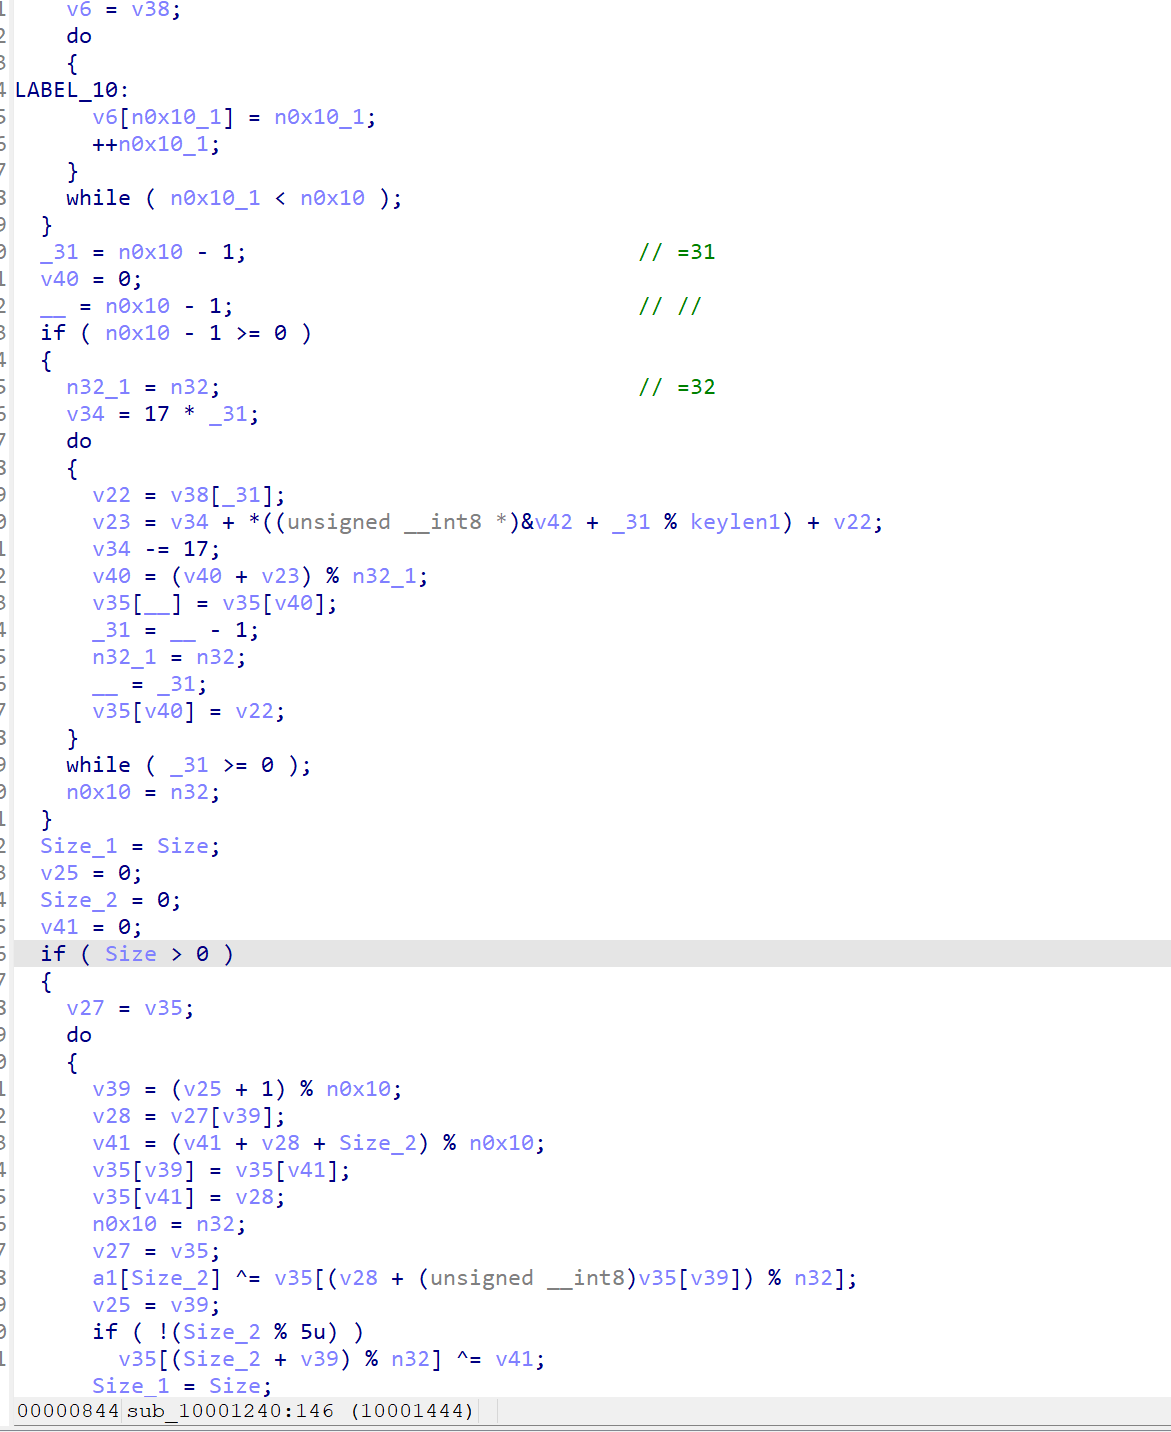 v6 = v38;
do
{
LABEL_10:
v6[n0x10_1] = n0x10_1;
++n0x10_1;
}
while ( n0x10_1 < n0x10 );
}
_31 = n0x10 - 1; // =31
v40 = 0;
__ = n0x10 - 1; // //
if ( n0x10 - 1 >= 0 )
{
n32_1 = n32; // =32
v34 = 17 * _31;
do
{
v22 = v38[_31];
v23 = v34 + *((unsigned __int8 *)&v42 + _31 % keylen1) + v22;
v34 -= 17;
v40 = (v40 + v23) % n32_1;
v35[__] = v35[v40];
_31 = __ - 1;
n32_1 = n32;
__ = _31;
v35[v40] = v22;
}
while ( _31 >= 0 );
n0x10 = n32;
}
Size_1 = Size;
v25 = 0;
Size_2 = 0;
v41 = 0;
if ( Size > 0 )
{
v27 = v35;
do
{
v39 = (v25 + 1) % n0x10;
v28 = v27[v39];
v41 = (v41 + v28 + Size_2) % n0x10;
v35[v39] = v35[v41];
v35[v41] = v28;
n0x10 = n32;
v27 = v35;
a1[Size_2] ^= v35[(v28 + (unsigned __int8)v35[v39]) % n32];
v25 = v39;
if ( !(Size_2 % 5u) )
v35[(Size_2 + v39) % n32] ^= v41;
Size_1 = Size;
00000844 sub_10001240:146 (10001444)